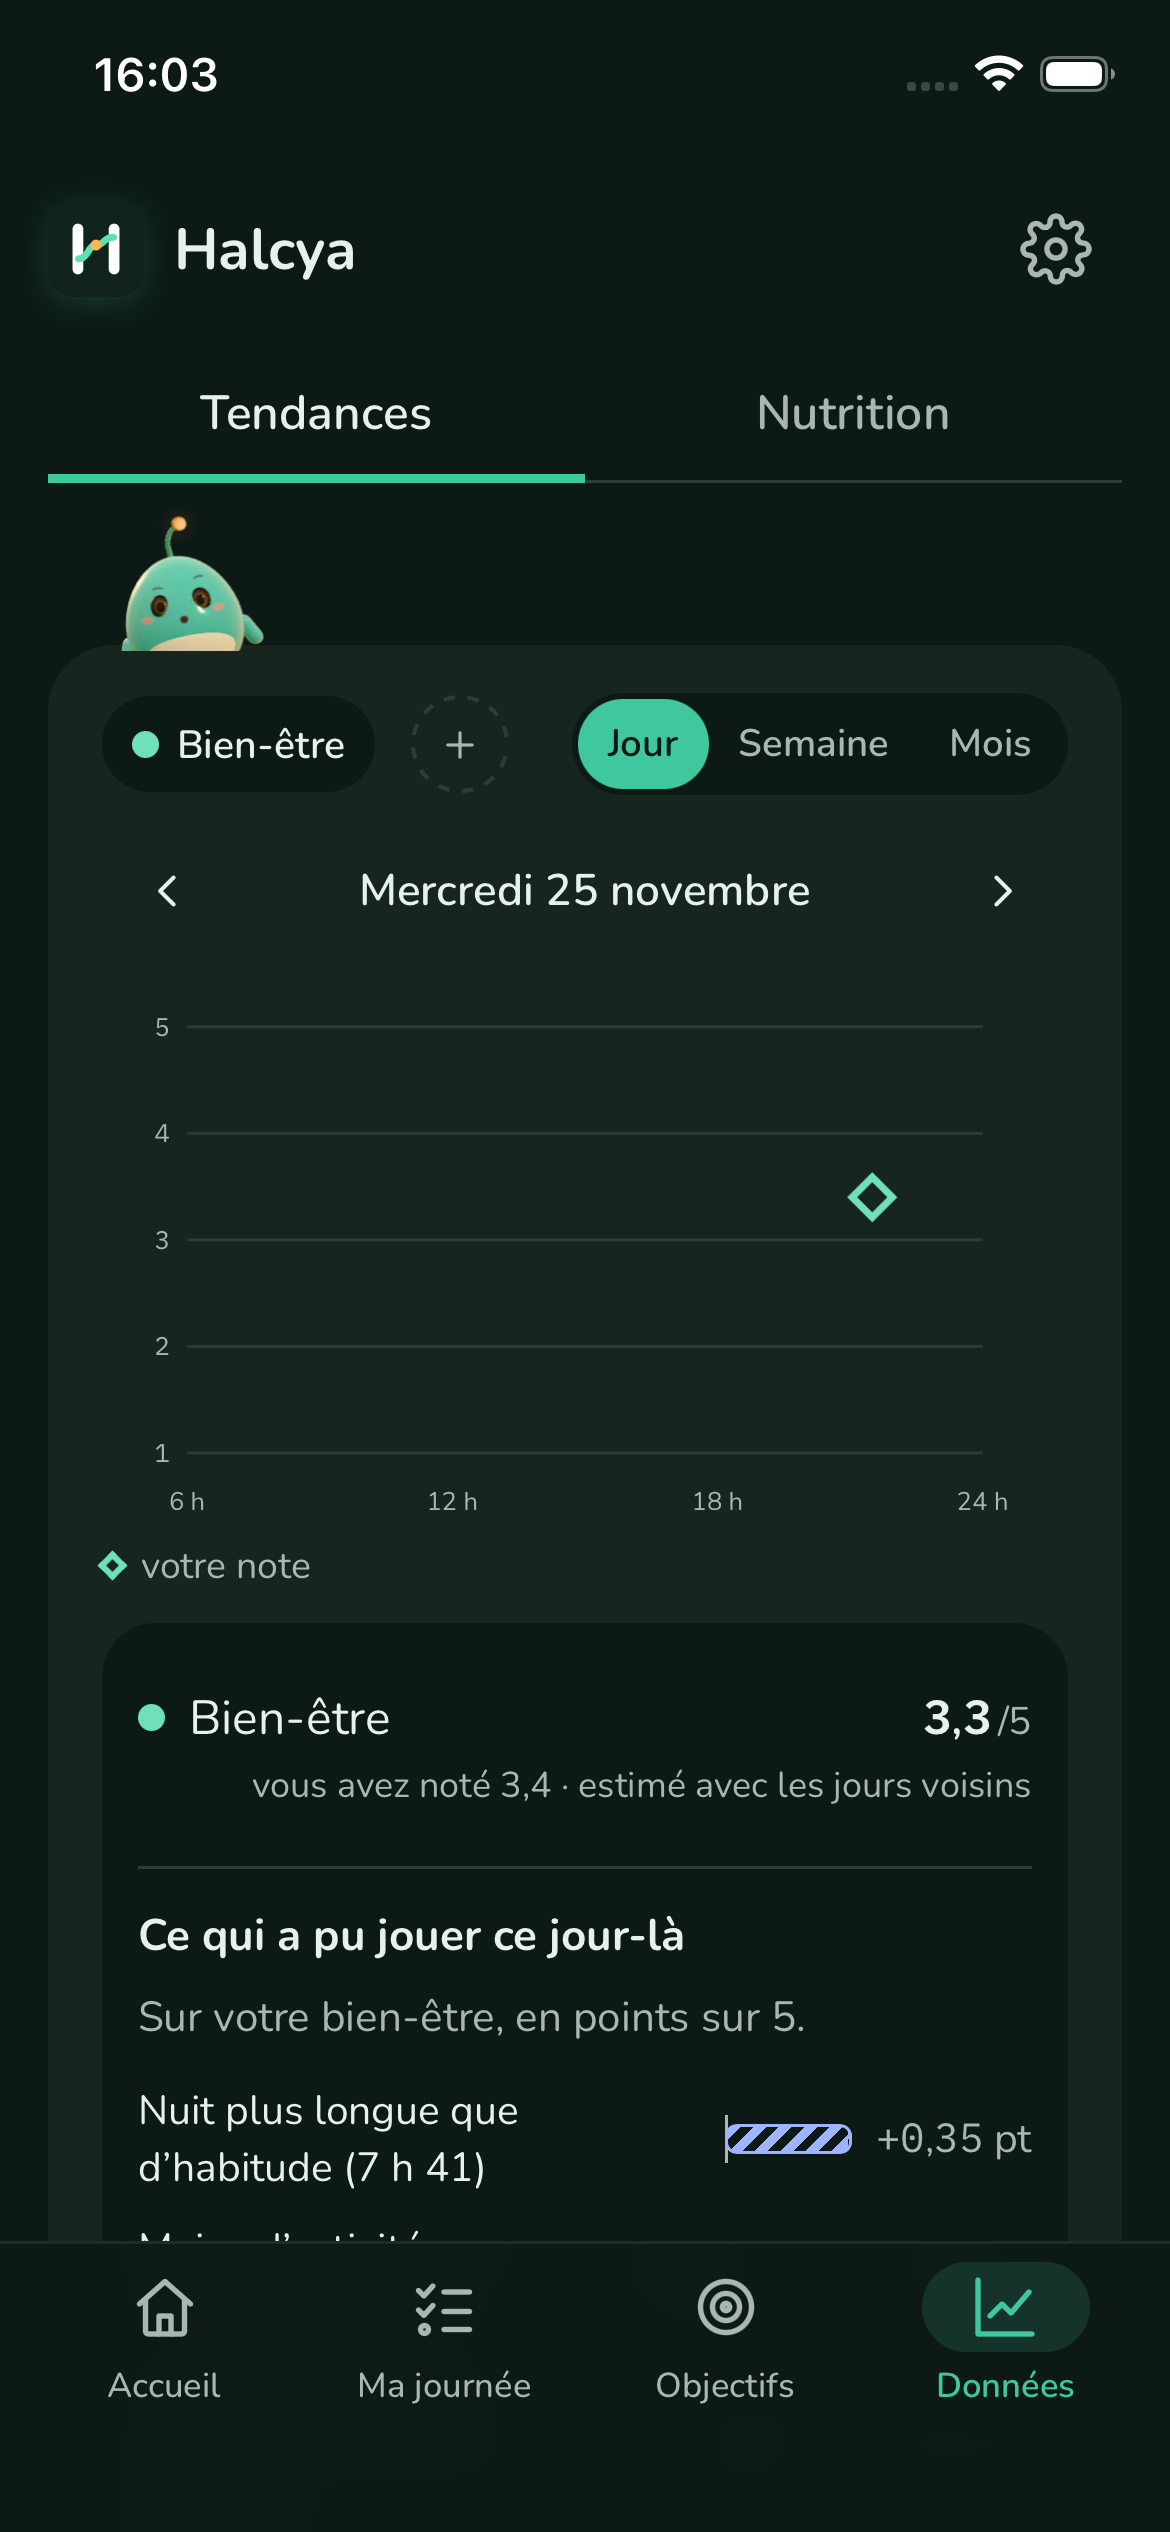 16:03
Halcya
Tendances
Nutrition
Bien-être
+
Jour
Semaine
Mois
Mercredi 25 novembre
5
4
3
2
1
6 h
12 h
18 h
24 h
votre note
Bien-être
3,3 /5
vous avez noté 3,4 · estimé avec les jours voisins
Ce qui a pu jouer ce jour-là
Sur votre bien-être, en points sur 5.
Nuit plus longue que
d’habitude (7 h 41)
+0,35 pt
Accueil
Ma journée
Objectifs
Données